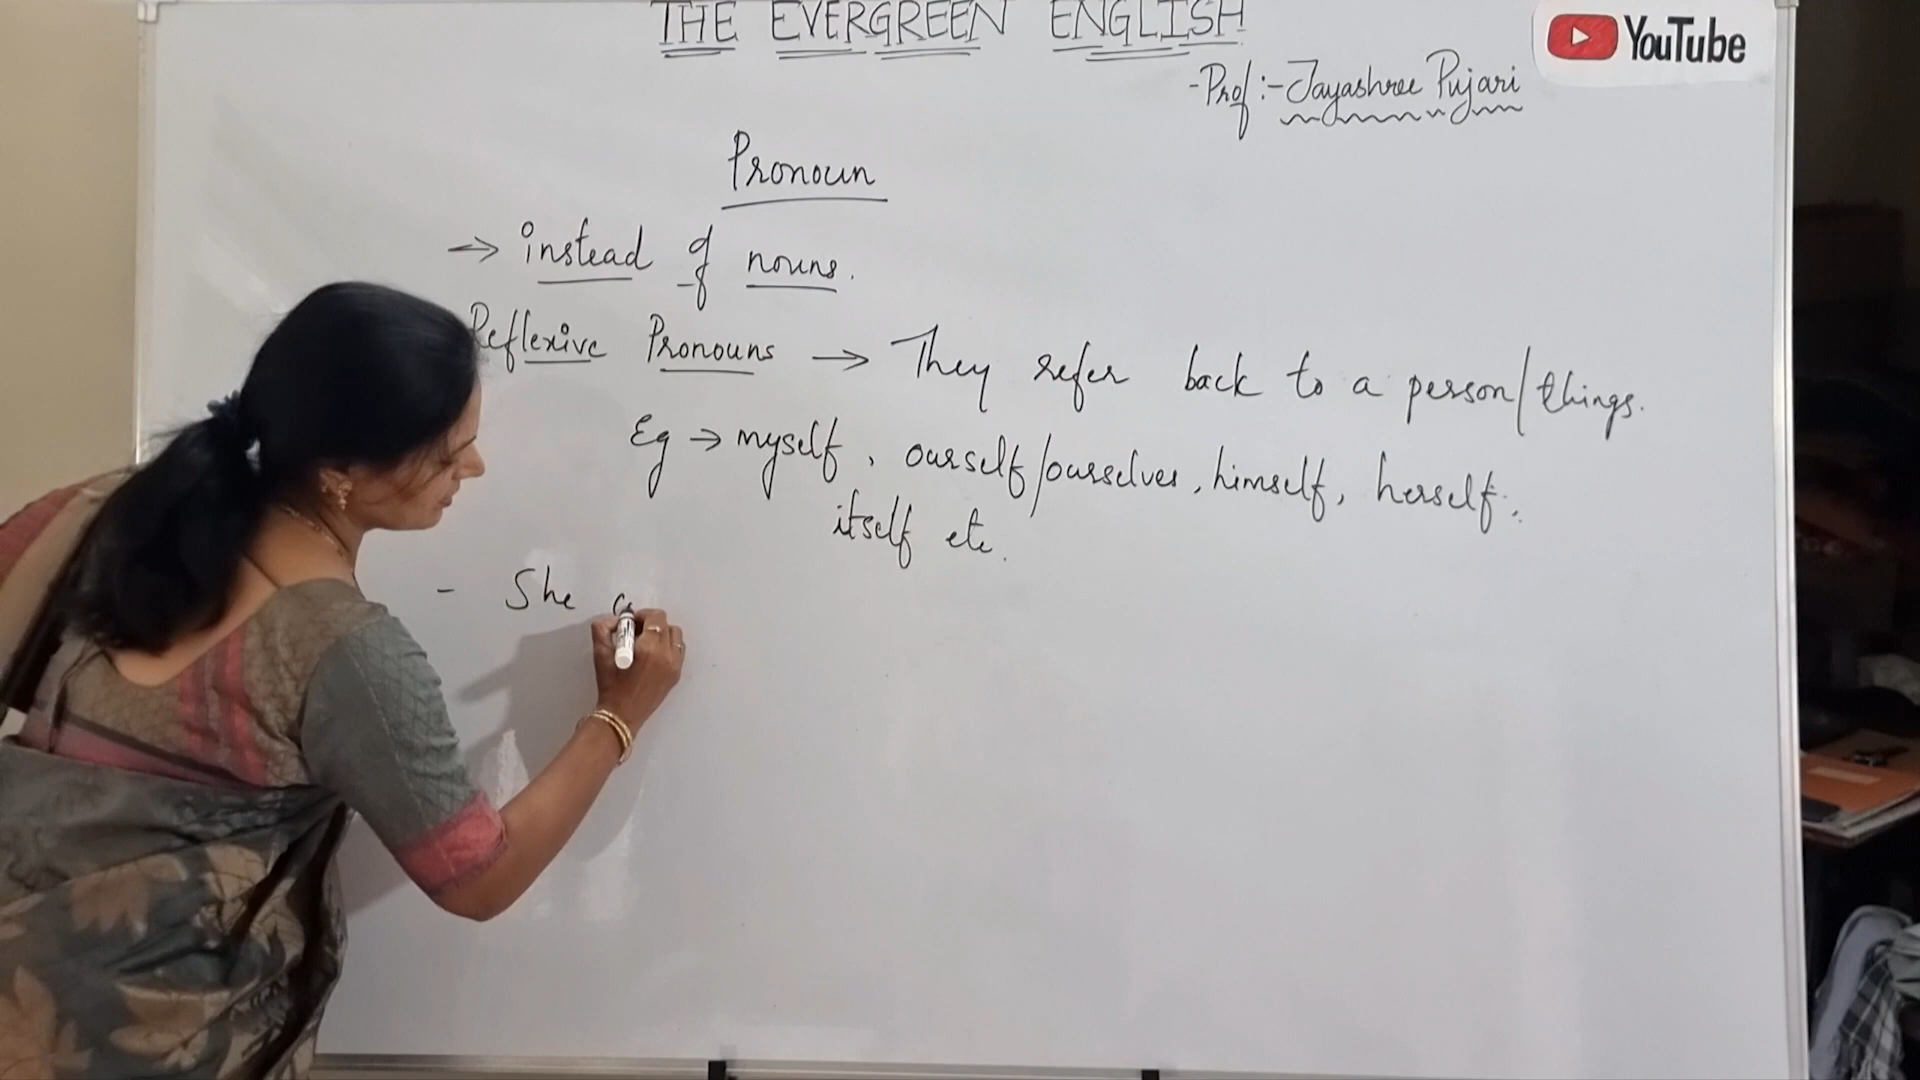 THE EVERGREEN ENGLISH
YouTube
-Prof :- Jayashree Pujari
Pronoun
→ instead of nouns.
Reflexive Pronouns → They refer back to a person/things.
Eg → myself, ourself/ourselves, himself, herself,
itself etc.
- She